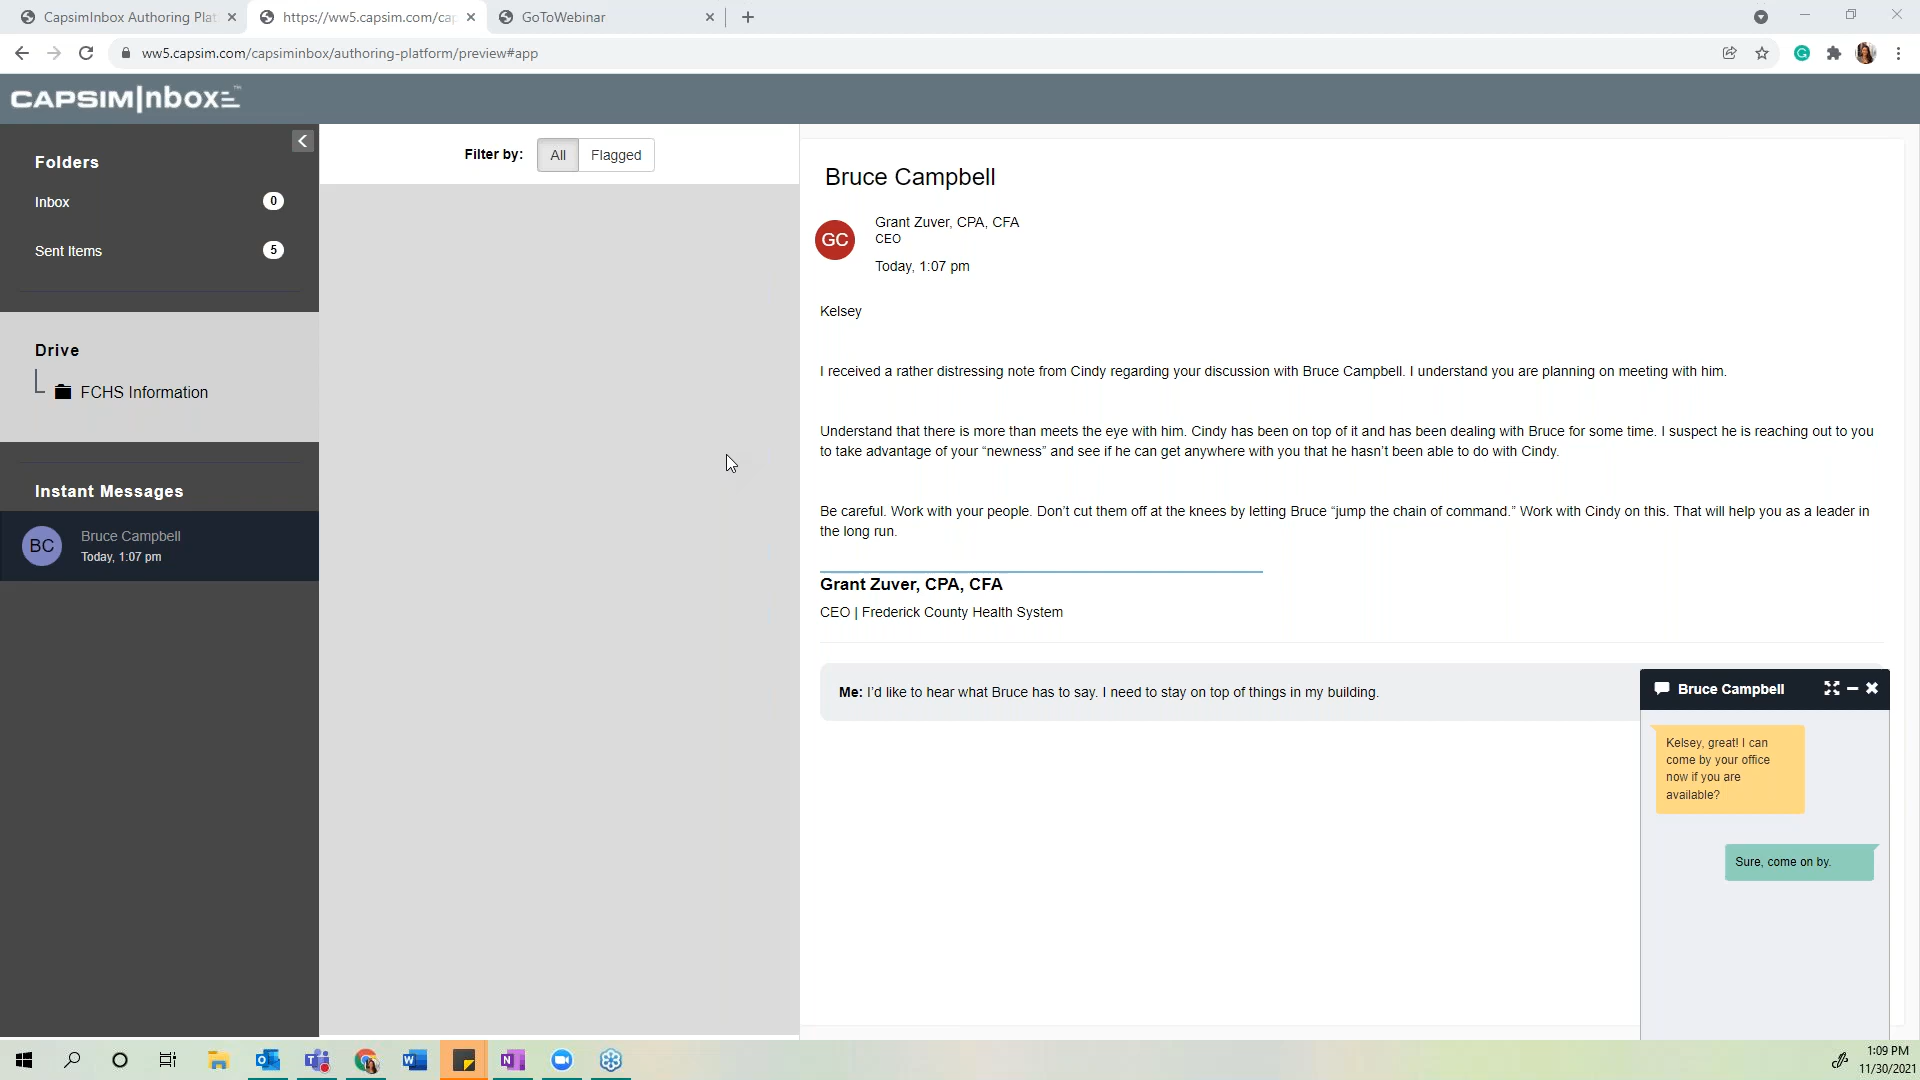 CapsimInbox Authoring Plat
https://ww5.capsim.com/cap
GoToWebinar
ww5.capsim.com/capsiminbox/authoring-platform/preview#app
CAPSIMInbox™
Folders
Inbox
0
Sent Items
5
Drive
FCHS Information
Instant Messages
BC
Bruce Campbell
Today, 1:07 pm
Filter by:
All
Flagged
Bruce Campbell
GC
Grant Zuver, CPA, CFA
CEO
Today, 1:07 pm
Kelsey
I received a rather distressing note from Cindy regarding your discussion with Bruce Campbell. I understand you are planning on meeting with him.
Understand that there is more than meets the eye with him. Cindy has been on top of it and has been dealing with Bruce for some time. I suspect he is reaching out to you
to take advantage of your “newness” and see if he can get anywhere with you that he hasn’t been able to do with Cindy.
Be careful. Work with your people. Don’t cut them off at the knees by letting Bruce “jump the chain of command.” Work with Cindy on this. That will help you as a leader in
the long run.
Grant Zuver, CPA, CFA
CEO | Frederick County Health System
Me: I’d like to hear what Bruce has to say. I need to stay on top of things in my building.
Bruce Campbell
Kelsey, great! I can
come by your office
now if you are
available?
Sure, come on by.
1:09 PM
11/30/2021